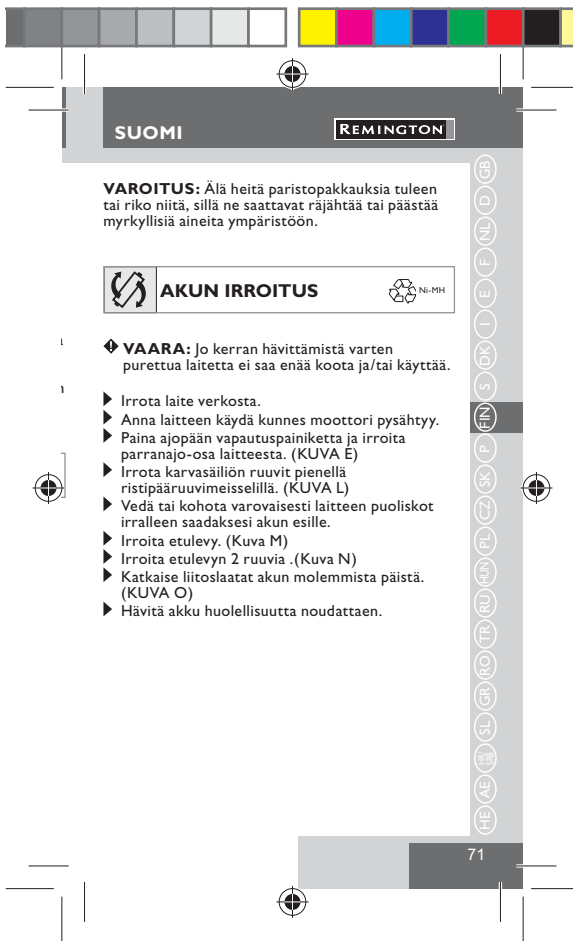 SUOMI
REMINGTON
VAROITUS: Älä heitä paristopakkauksia tuleen
tai riko niitä, sillä ne saattavat räjähtää tai päästää
myrkyllisiä aineita ympäristöön.
AKUN IRROITUS
Ni-MH
VAARA: Jo kerran hävittämistä varten
purettua laitetta ei saa enää koota ja/tai käyttää.
Irrota laite verkosta.
Anna laitteen käydä kunnes moottori pysähtyy.
Paina ajopään vapautuspainiketta ja irroita
parranajo-osa laitteesta. (KUVA E)
Irrota karvasäiliön ruuvit pienellä
ristipääruuvimeisselillä. (KUVA L)
Vedä tai kohota varovaisesti laitteen puoliskot
irralleen saadaksesi akun esille.
Irroita etulevy. (Kuva M)
Irroita etulevyn 2 ruuvia .(Kuva N)
Katkaise liitoslaatat akun molemmista päistä.
(KUVA O)
Hävitä akku huolellisuutta noudattaen.
GB
D
NL
F
E
I
DK
S
FIN
P
SK
CZ
PL
HUN
RU
TR
RO
GR
SL
HR/
SRB
AE
HE
71